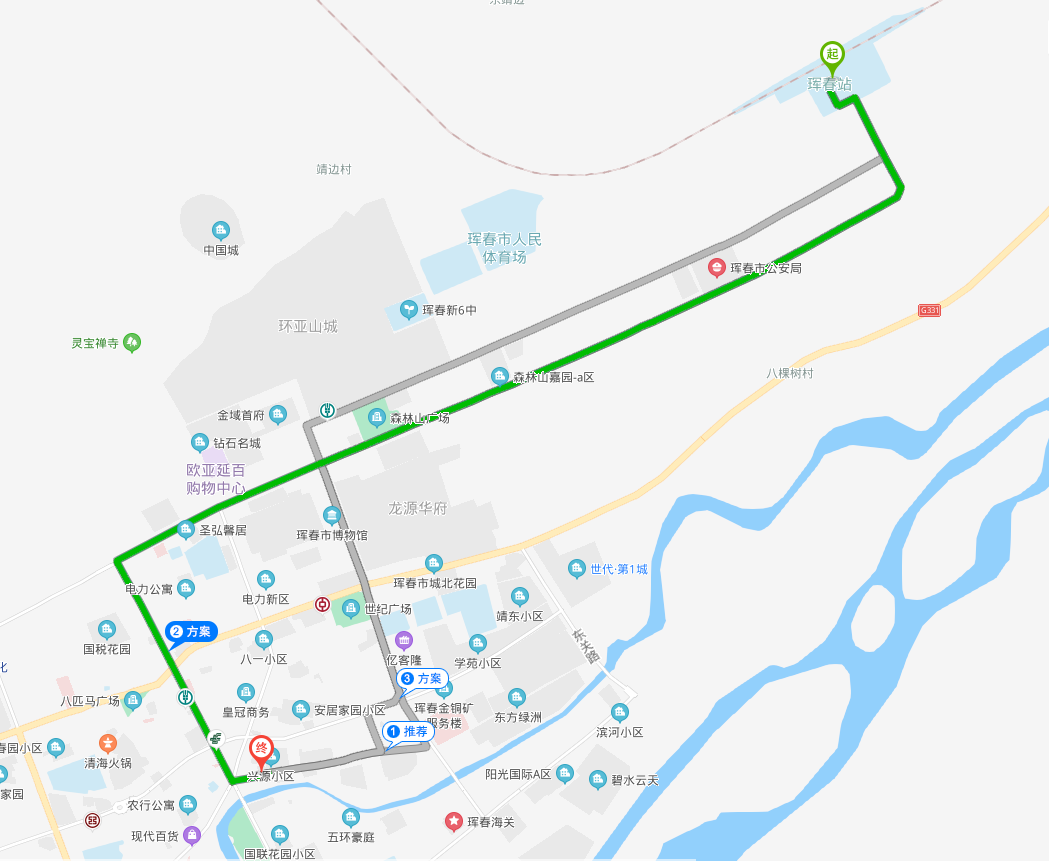 东靖边
起
珲春站
靖边村
中国城
珲春市人民
体育场
珲春市公安局
珲春新6中
G331
环亚山城
灵宝禅寺
八棵树村
森林山嘉园-a区
金域首府
森林山广场
钻石名城
欧亚延百
购物中心
龙源华府
圣弘馨居
珲春市博物馆
世代·第1城
珲春市城北花园
电力公寓
电力新区
世纪广场
靖东小区
2 方案
国税花园
八一小区
亿客隆
学苑小区
东关路
化
3 方案
八匹马广场
皇冠商务
安居家园小区
珲春金铜矿
服务楼
东方绿洲
1 推荐
滨河小区
春园小区
清海火锅
终
兴源小区
阳光国际A区
碧水云天
家园
农行公寓
现代百货
五环豪庭
珲春海关
国联花园小区